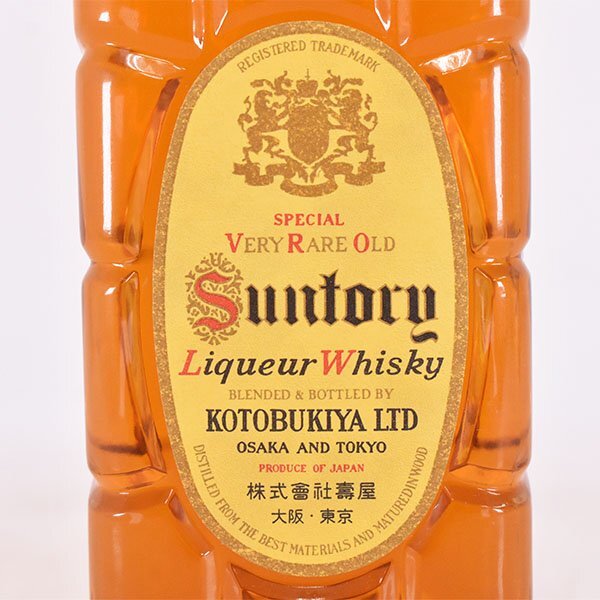 REGISTERED TRADEMARK
SPECIAL
VERY RARE OLD
Suntory
Liqueur Whisky
BLENDED & BOTTLED BY
KOTOBUKIYA LTD
OSAKA AND TOKYO
PRODUCE OF JAPAN
株式會社壽屋
大阪・東京
DISTILLED FROM THE BEST MATERIALS AND MATURED IN WOOD